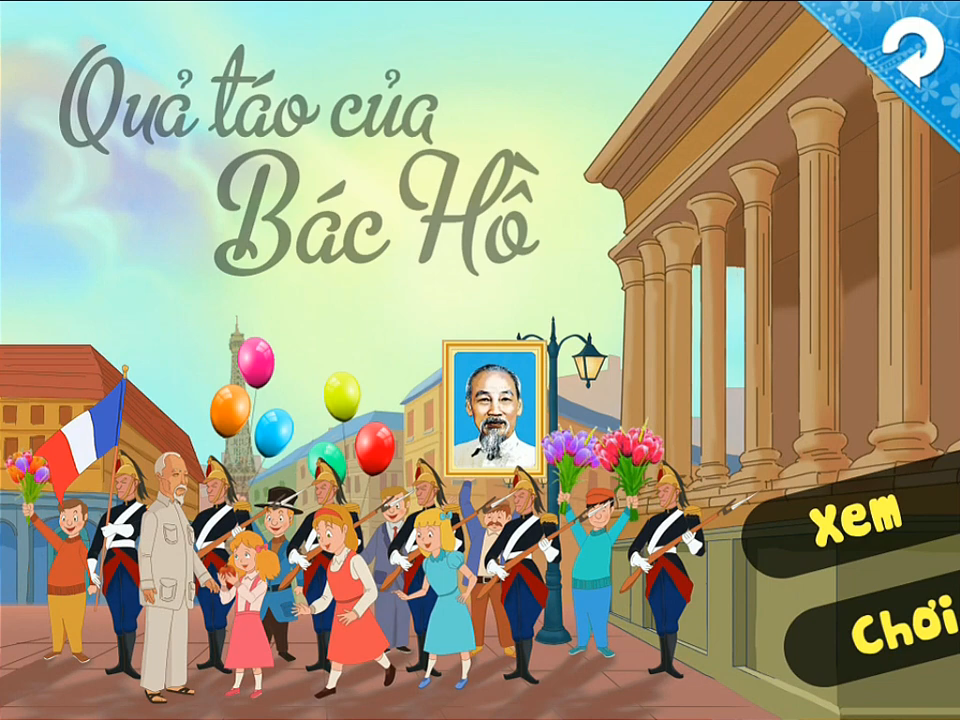 Quả táo của
Bác Hồ
Xem
Chơi